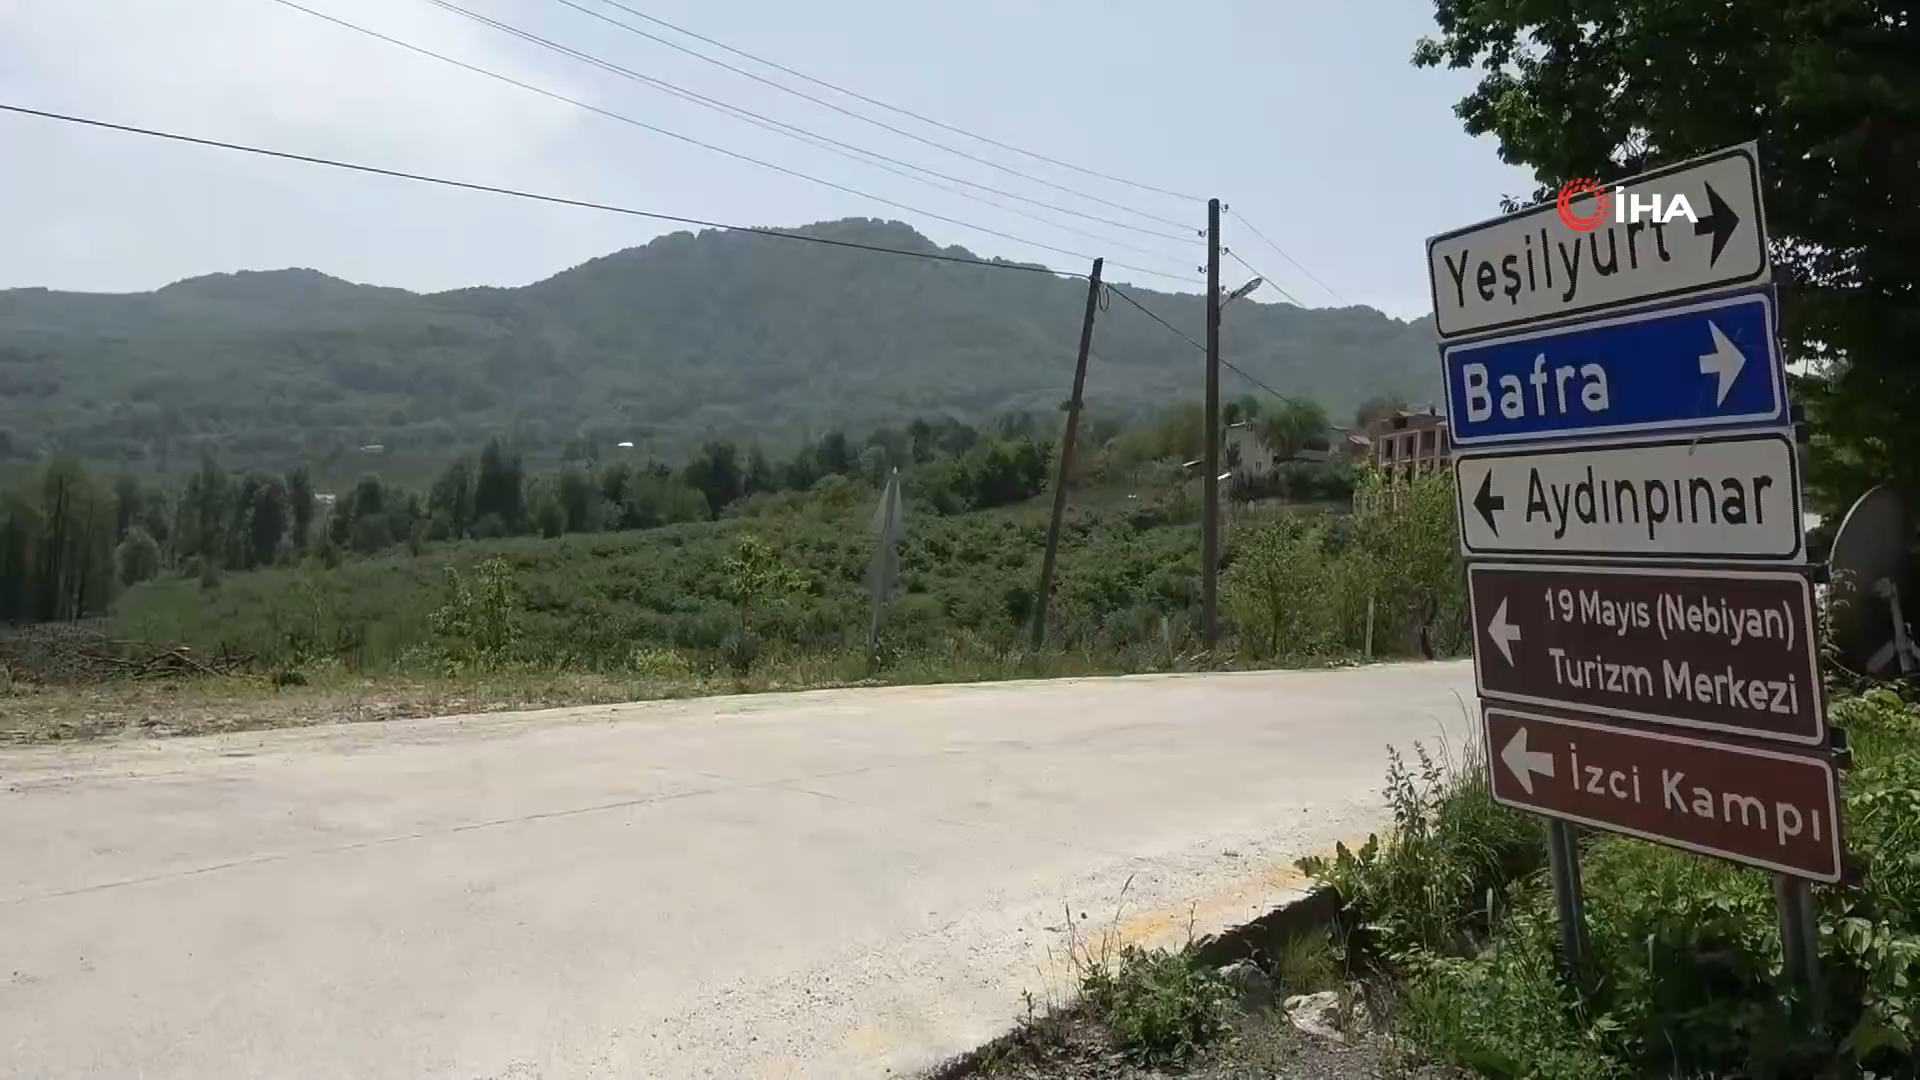 İHA
Yeşilyurt
Bafra
Aydınpınar
19 Mayıs (Nebiyan)
Turizm Merkezi
İzci Kampı